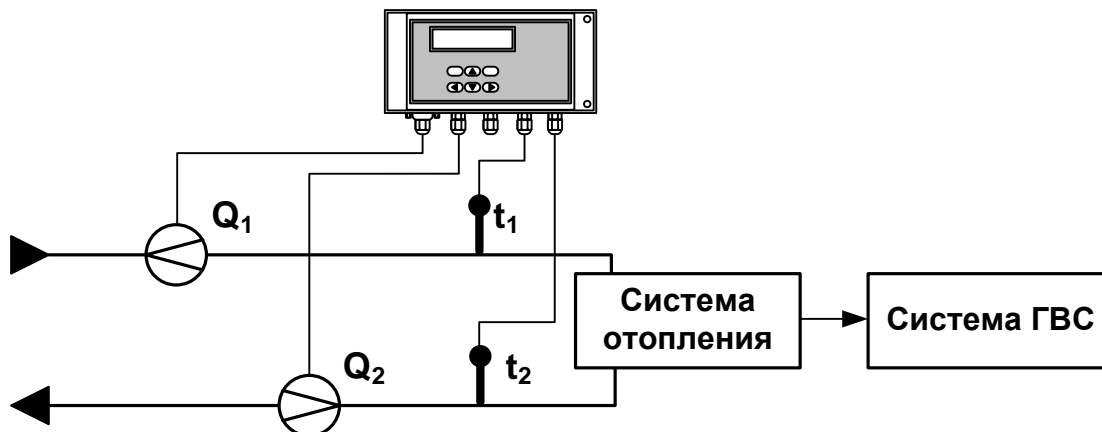 Q₁
t₁
Система
отопления
Система ГВС
Q₂
t₂